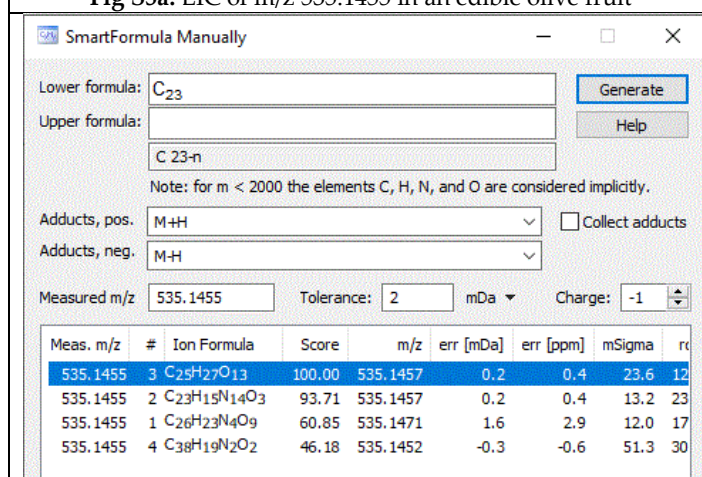 Fig S3a. EIC of m/z 535.1455 in an edible olive fruit
SmartFormula Manually
Lower formula: C23 Generate
Upper formula: Help
C 23-n
Note: for m < 2000 the elements C, H, N, and O are considered implicitly.
Adducts, pos. M+H Collect adducts
Adducts, neg. M-H
Measured m/z 535.1455 Tolerance: 2 mDa Charge: -1
Meas. m/z # Ion Formula Score m/z err [mDa] err [ppm] mSigma
535.1455 3 C25H27O13 100.00 535.1457 0.2 0.4 23.6 12
535.1455 2 C23H15N14O3 93.71 535.1457 0.2 0.4 13.2 23
535.1455 1 C26H23N4O9 60.85 535.1471 1.6 2.9 12.0 17
535.1455 4 C38H19N2O2 46.18 535.1452 -0.3 -0.6 51.3 30